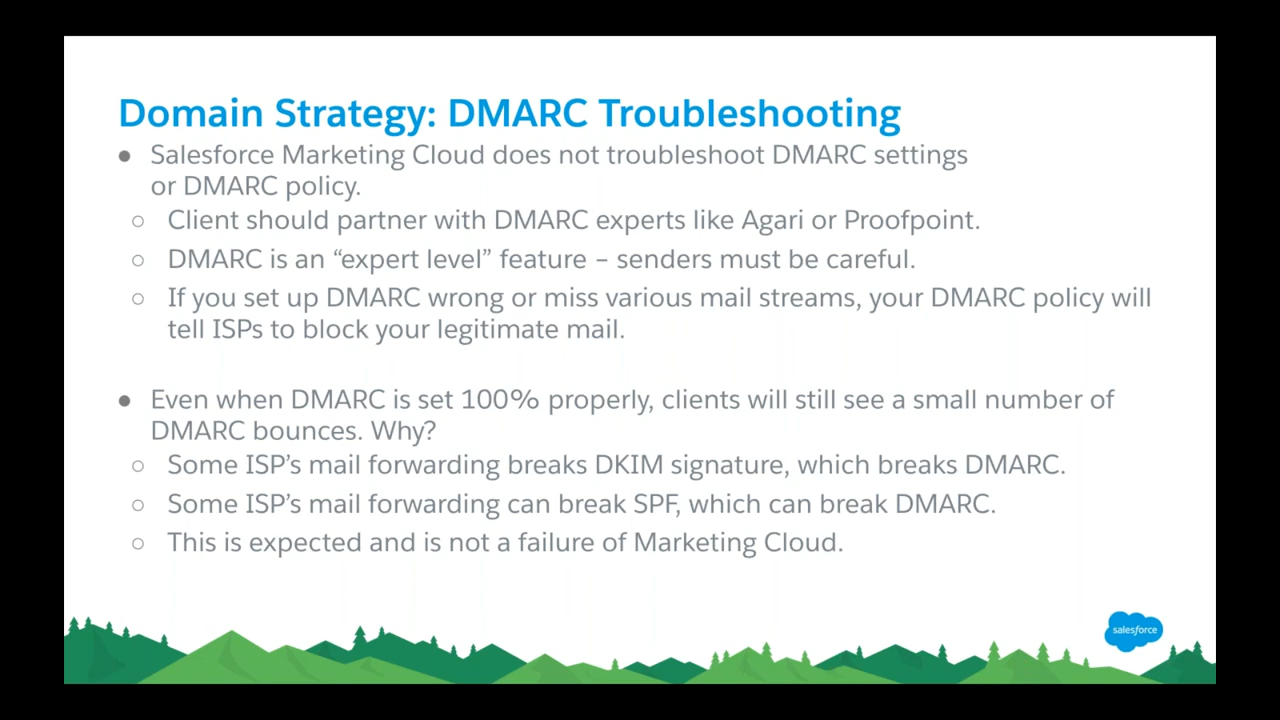 Domain Strategy: DMARC Troubleshooting
● Salesforce Marketing Cloud does not troubleshoot DMARC settings
or DMARC policy.
○ Client should partner with DMARC experts like Agari or Proofpoint.
○ DMARC is an “expert level” feature – senders must be careful.
○ If you set up DMARC wrong or miss various mail streams, your DMARC policy will
tell ISPs to block your legitimate mail.
● Even when DMARC is set 100% properly, clients will still see a small number of
DMARC bounces. Why?
○ Some ISP’s mail forwarding breaks DKIM signature, which breaks DMARC.
○ Some ISP’s mail forwarding can break SPF, which can break DMARC.
○ This is expected and is not a failure of Marketing Cloud.
salesforce